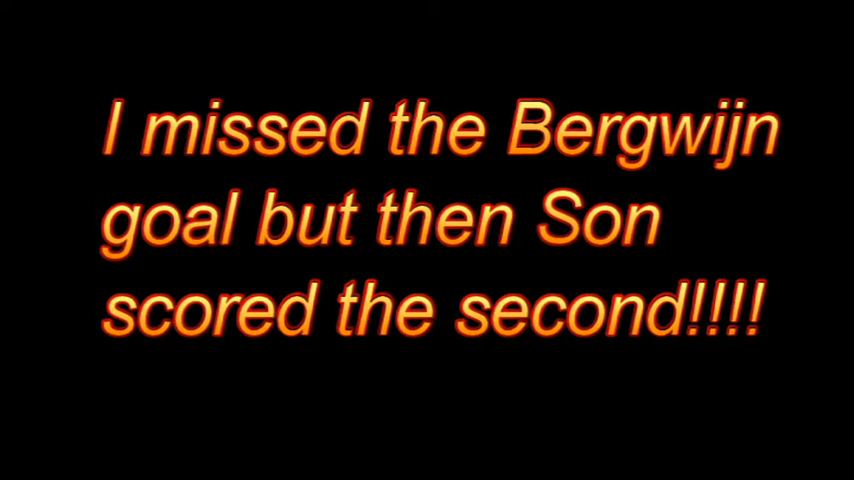 I missed the Bergwijn
goal but then Son
scored the second!!!!